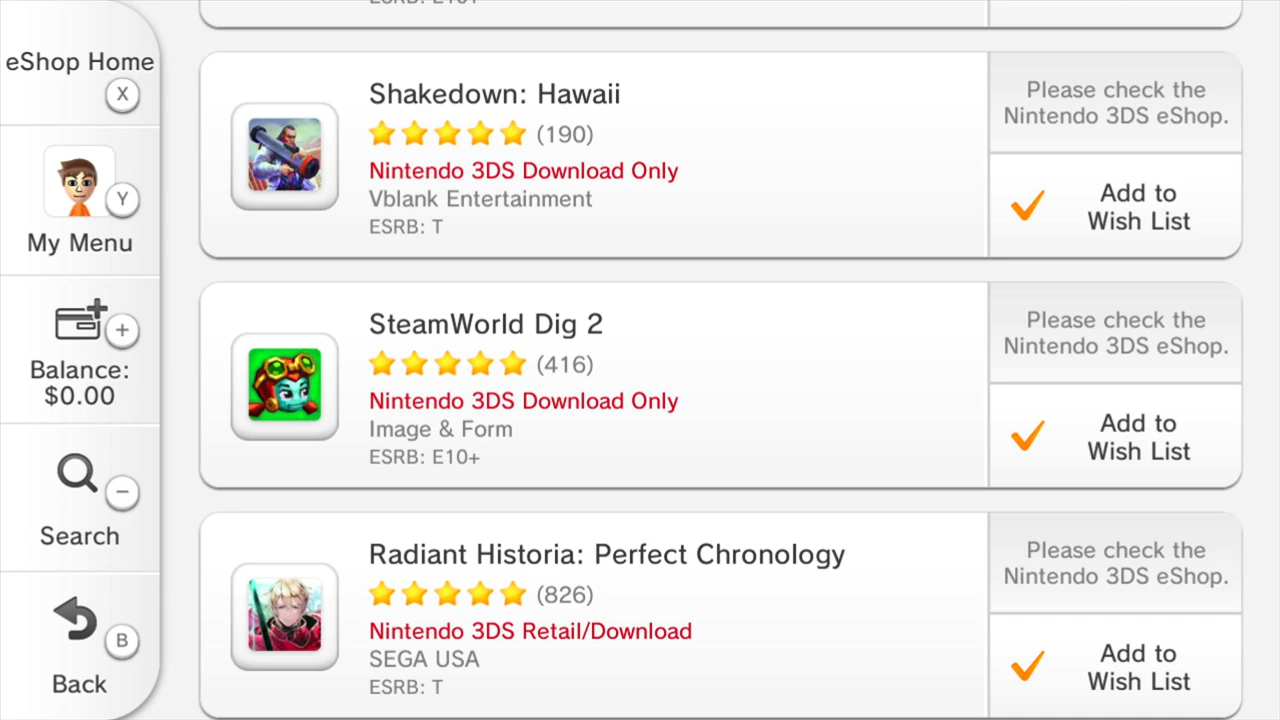 eShop Home
X
Y
My Menu
+
Balance:
$0.00
−
Search
B
Back
Shakedown: Hawaii
(190)
Nintendo 3DS Download Only
Vblank Entertainment
ESRB: T
Please check the
Nintendo 3DS eShop.
Add to
Wish List
SteamWorld Dig 2
(416)
Nintendo 3DS Download Only
Image & Form
ESRB: E10+
Please check the
Nintendo 3DS eShop.
Add to
Wish List
Radiant Historia: Perfect Chronology
(826)
Nintendo 3DS Retail/Download
SEGA USA
ESRB: T
Please check the
Nintendo 3DS eShop.
Add to
Wish List